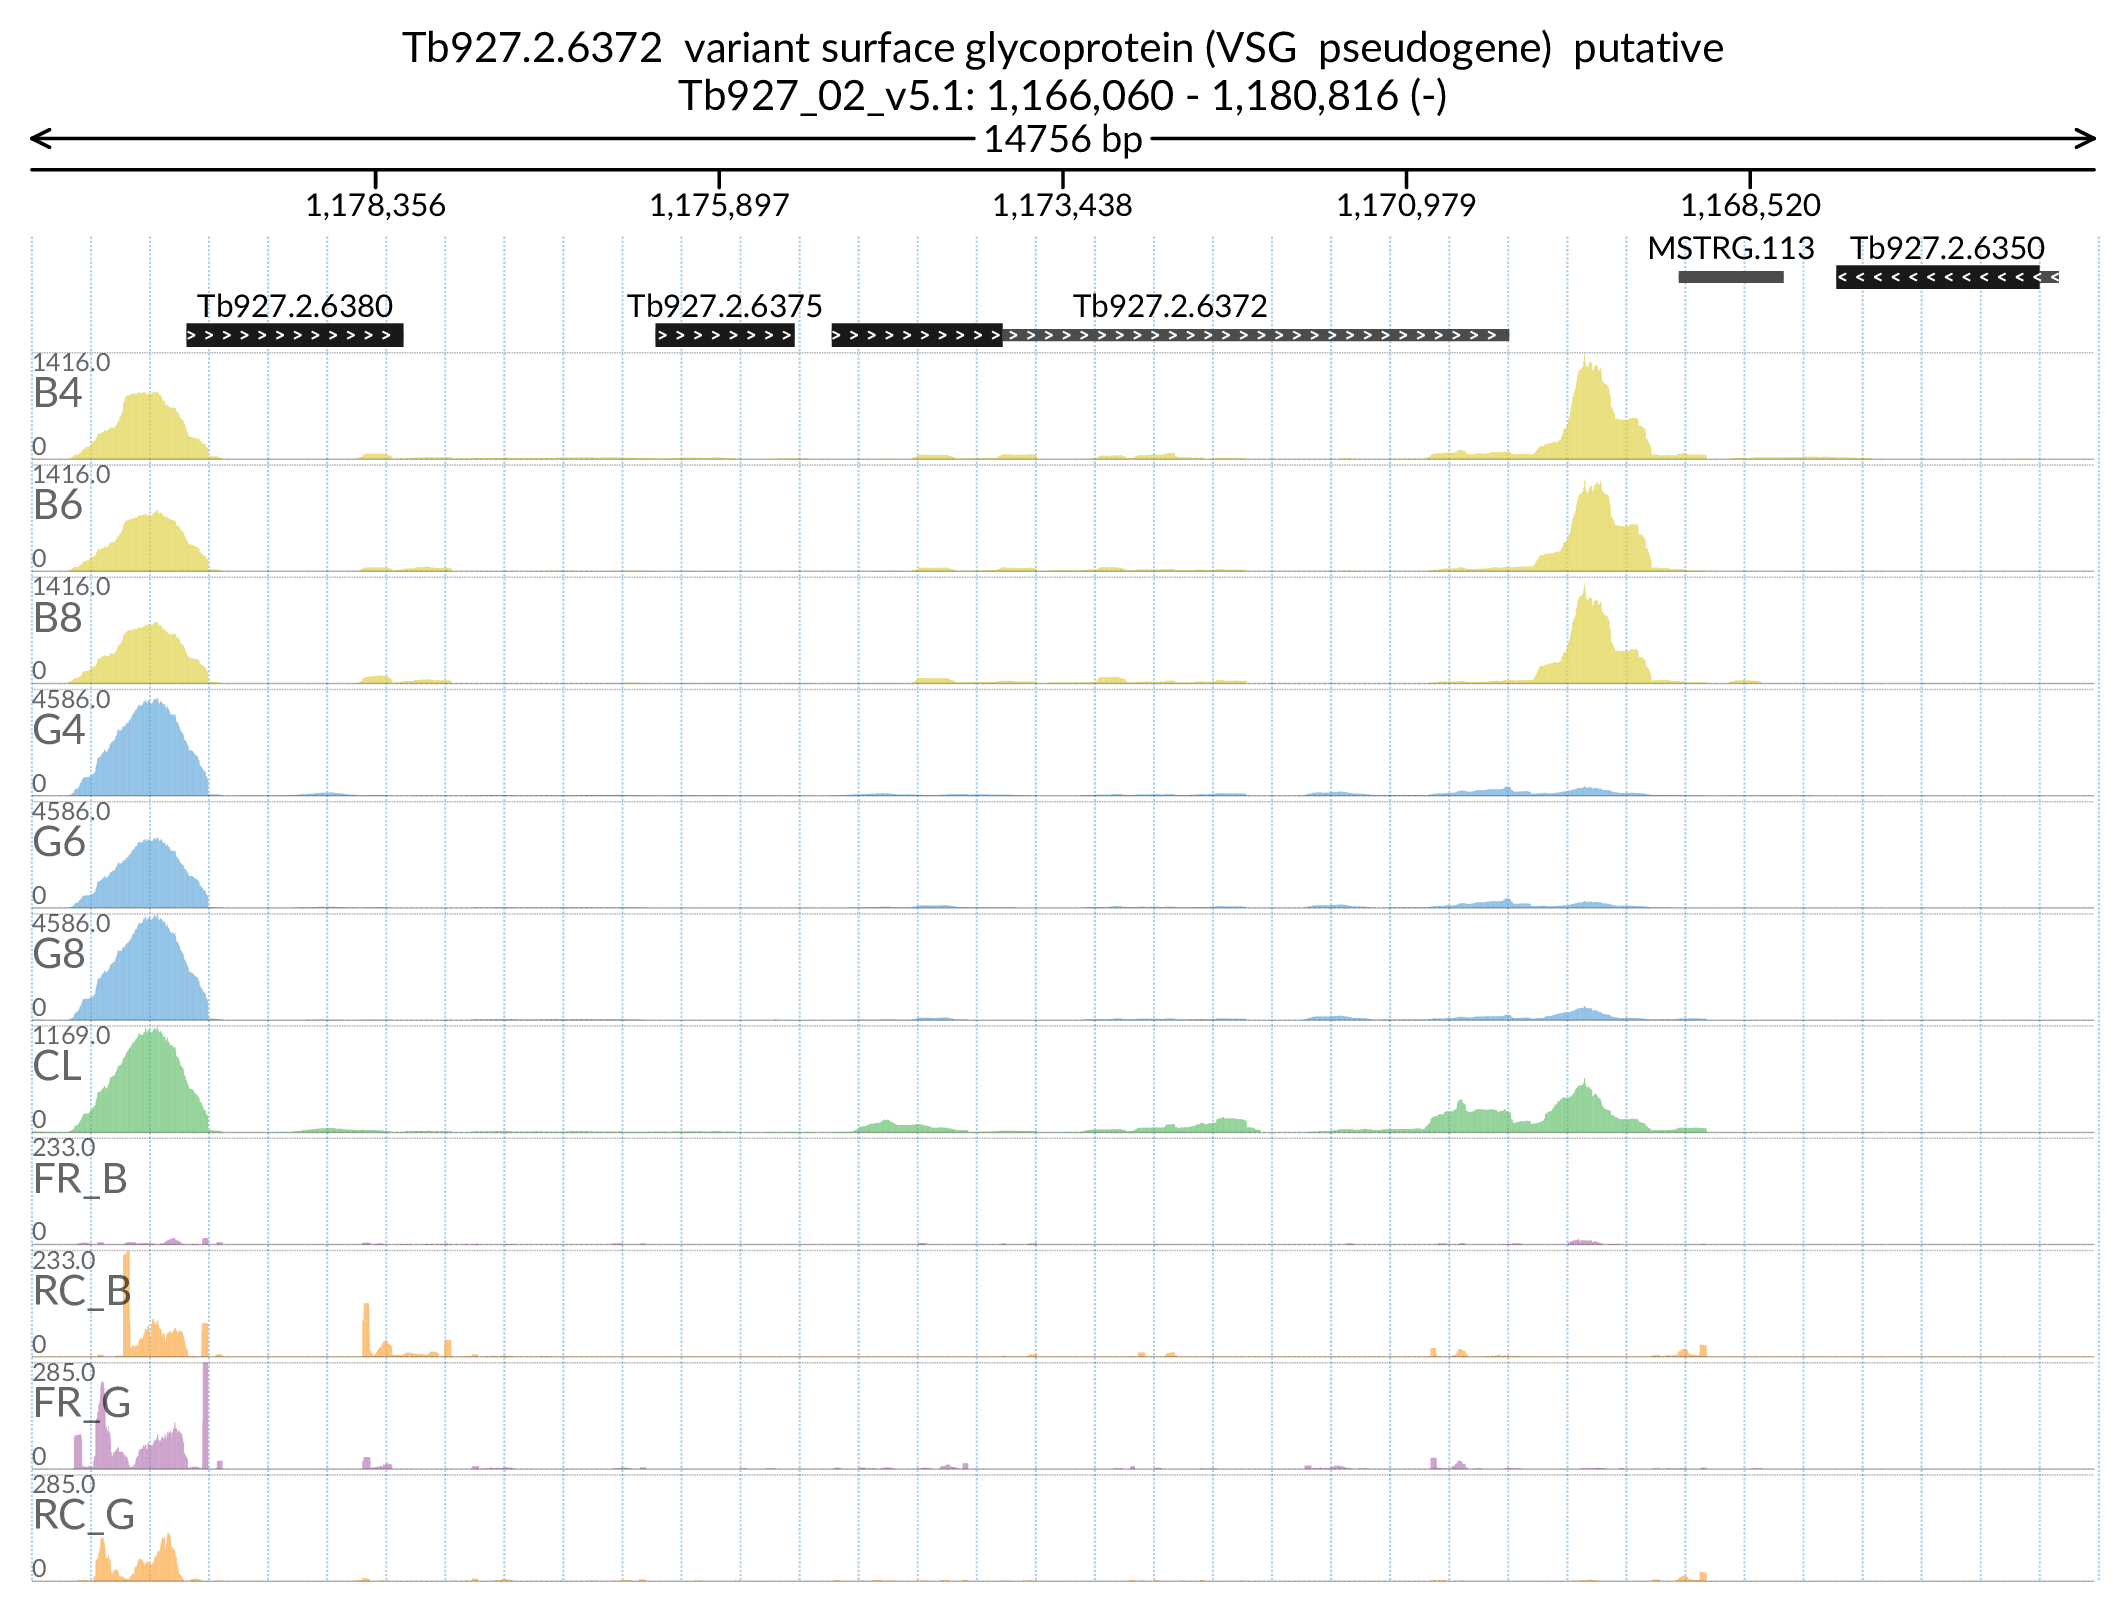 Tb927.2.6372  variant surface glycoprotein (VSG  pseudogene)  putative
Tb927_02_v5.1: 1,166,060 - 1,180,816 (-)
14756 bp
1,178,356 1,175,897 1,173,438 1,170,979 1,168,520
MSTRG.113 Tb927.2.6350
Tb927.2.6380 Tb927.2.6375 Tb927.2.6372
1416.0
B4
0
1416.0
B6
0
1416.0
B8
0
4586.0
G4
0
4586.0
G6
0
4586.0
G8
0
1169.0
CL
0
233.0
FR_B
0
233.0
RC_B
0
285.0
FR_G
0
285.0
RC_G
0